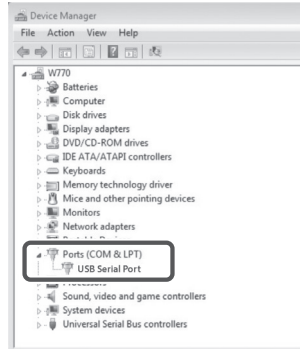 Device Manager
File Action View Help
W770
Batteries
Computer
Disk drives
Display adapters
DVD/CD-ROM drives
IDE ATA/ATAPI controllers
Keyboards
Memory technology driver
Mice and other pointing devices
Monitors
Network adapters
Ports (COM & LPT)
USB Serial Port
Sound, video and game controllers
System devices
Universal Serial Bus controllers